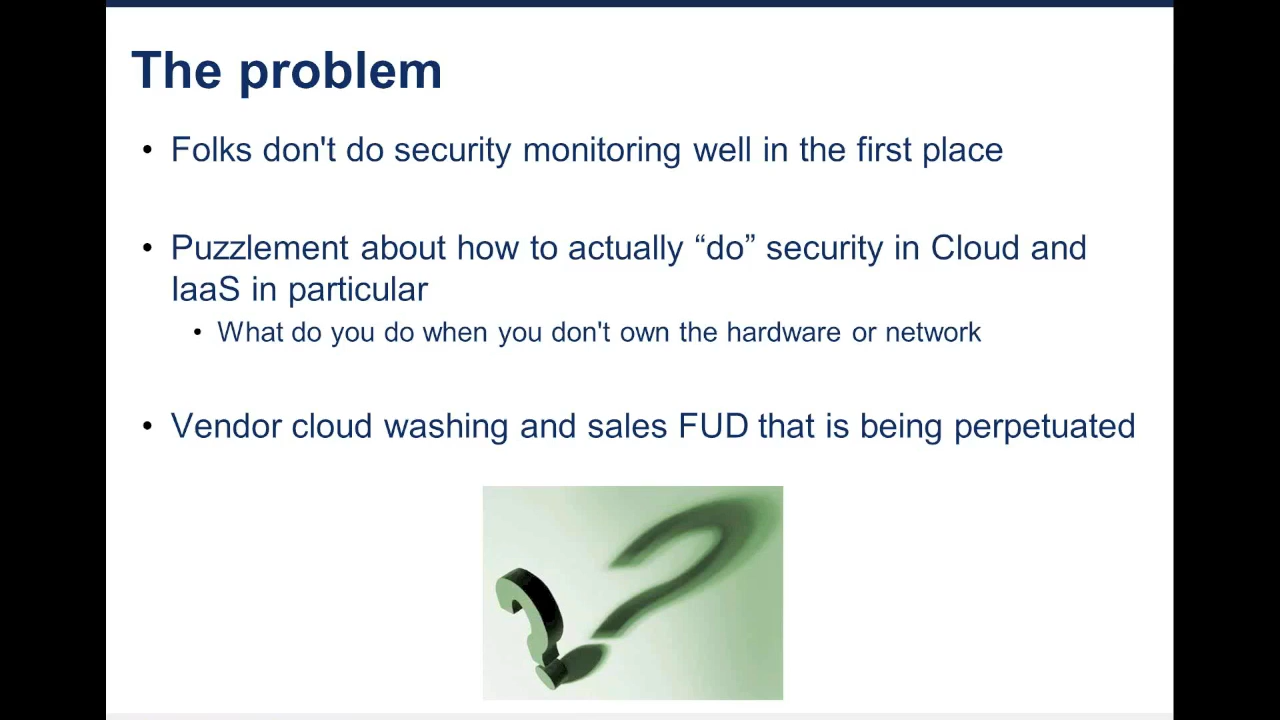 The problem
• Folks don't do security monitoring well in the first place
• Puzzlement about how to actually “do” security in Cloud and
IaaS in particular
• What do you do when you don't own the hardware or network
• Vendor cloud washing and sales FUD that is being perpetuated